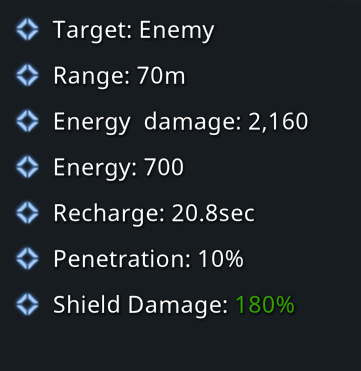 Target: Enemy
Range: 70m
Energy  damage: 2,160
Energy: 700
Recharge: 20.8sec
Penetration: 10%
Shield Damage: 180%